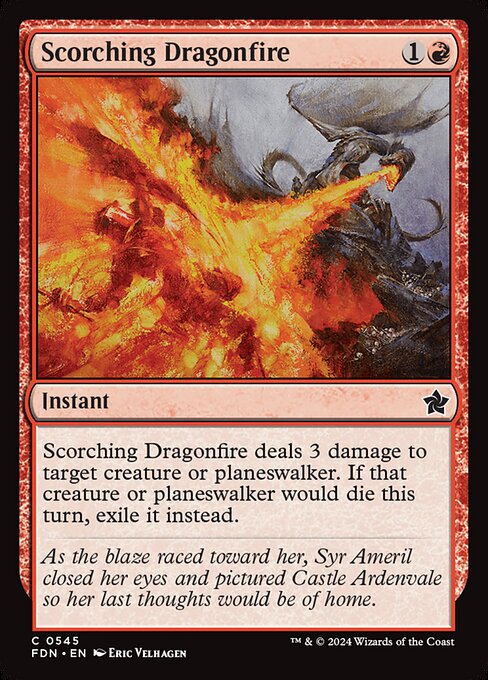 Scorching Dragonfire 1
Instant
Scorching Dragonfire deals 3 damage to
target creature or planeswalker. If that
creature or planeswalker would die this
turn, exile it instead.
As the blaze raced toward her, Syr Ameril
closed her eyes and pictured Castle Ardenvale
so her last thoughts would be of home.
C 0545
FDN • EN Eric Velhagen
™ & © 2024 Wizards of the Coast